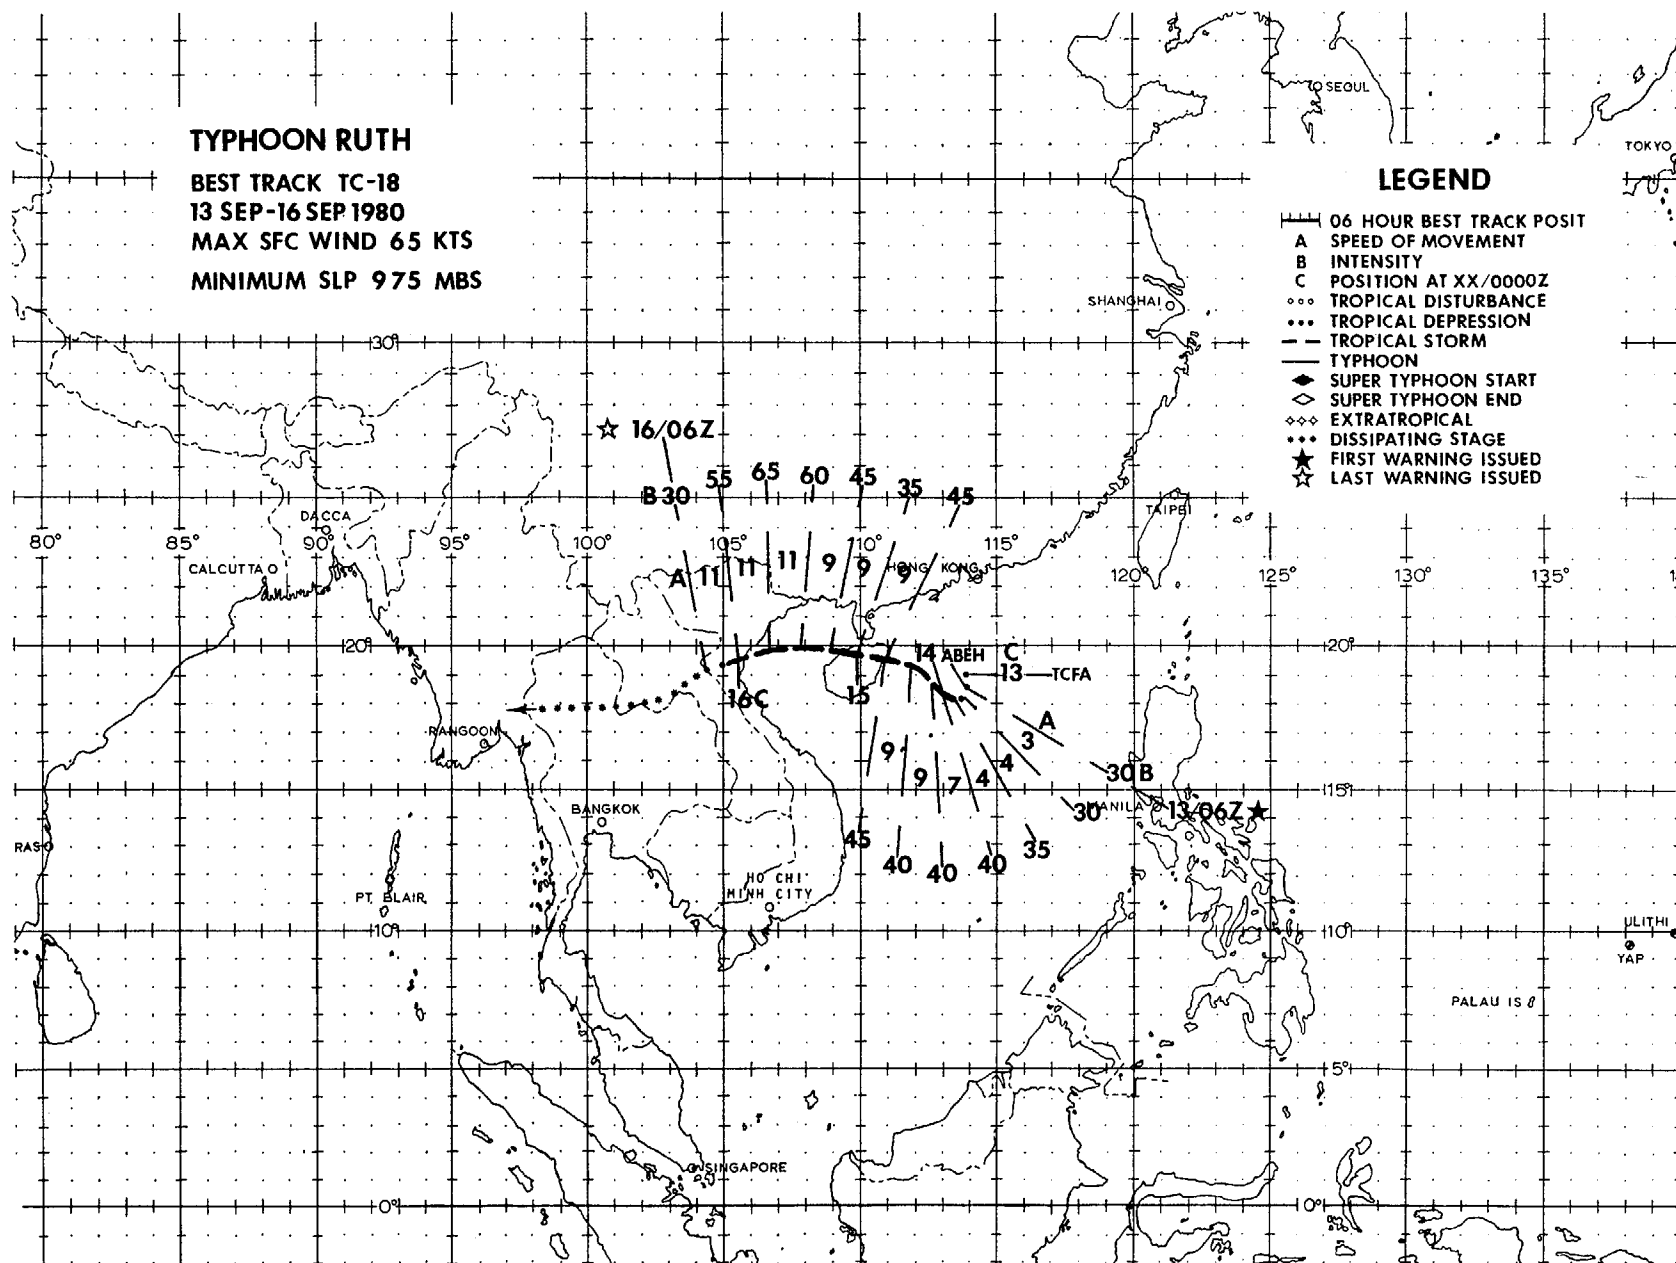 SEOUL
TYPHOON RUTH
BEST TRACK TC-18
13 SEP-16 SEP 1980
MAX SFC WIND 65 KTS
MINIMUM SLP 975 MBS
TOKYO
LEGEND
06 HOUR BEST TRACK POSIT
A SPEED OF MOVEMENT
B INTENSITY
C POSITION AT XX/0000Z
TROPICAL DISTURBANCE
TROPICAL DEPRESSION
TROPICAL STORM
TYPHOON
SUPER TYPHOON START
SUPER TYPHOON END
EXTRATROPICAL
DISSIPATING STAGE
FIRST WARNING ISSUED
LAST WARNING ISSUED
SHANGHAI
30°
16/06Z
B 30 55 65 60 45 35 45
TAIPEI
DACCA
80° 85° 90° 95° 100° 105° 110° 115° 120° 125° 130° 135°
CALCUTTA
A 11 11 11 9 9 9
HONG KONG
20° 20°
14 ABEH C
13 TCFA
16C 15
RANGOON
A
3
4
4
7
9
9
30 B
15°
30
MANILA
13/06Z
BANGKOK
45 40 40 40 35
HO CHI
MINH CITY
PT BLAIR
10° 10°
ULITHI
YAP
PALAU IS
5°
SINGAPORE
0° 0°